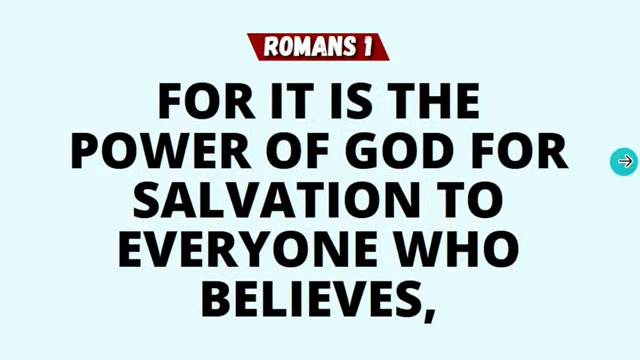 ROMANS 1
FOR IT IS THE
POWER OF GOD FOR
SALVATION TO
EVERYONE WHO
BELIEVES,